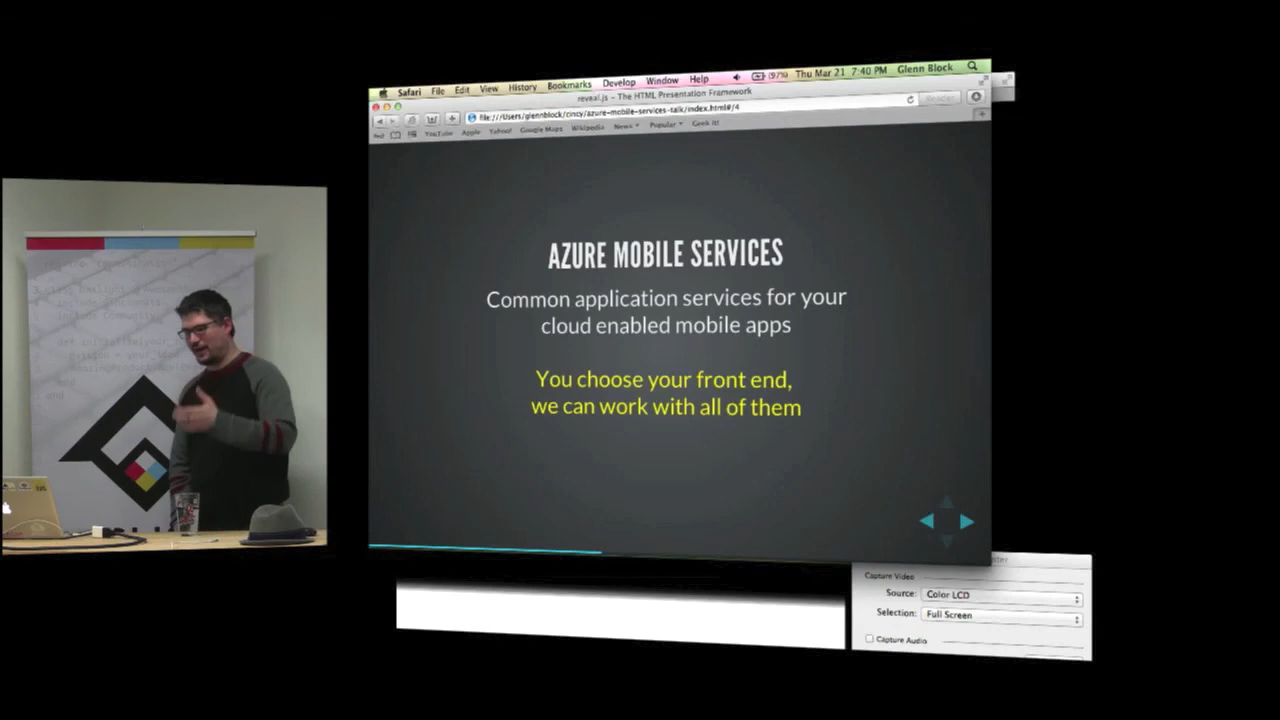 Safari File Edit View History Bookmarks Develop Window Help (97%) Thu Mar 21 7:40 PM Glenn Block
reveal.js – The HTML Presentation Framework
file:///Users/glennblock/cincy/azure-mobile-services-talk/index.html#/4
Reader
YouTube Apple Yahoo! Google Maps Wikipedia News Popular Geek it!
AZURE MOBILE SERVICES
Common application services for your
cloud enabled mobile apps
You choose your front end,
we can work with all of them
Capture Video
Source: Color LCD
Selection: Full Screen
Capture Audio